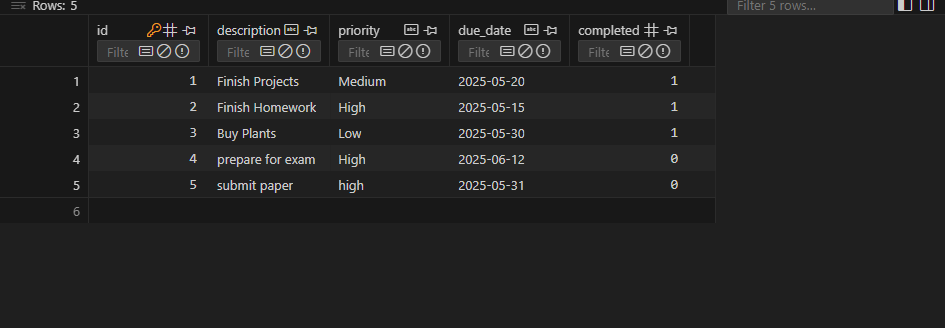 Rows: 5 Filter 5 rows...
id description priority due_date completed
Filte Filte Filte Filte Filte
1 1 Finish Projects Medium 2025-05-20 1
2 2 Finish Homework High 2025-05-15 1
3 3 Buy Plants Low 2025-05-30 1
4 4 prepare for exam High 2025-06-12 0
5 5 submit paper high 2025-05-31 0
6